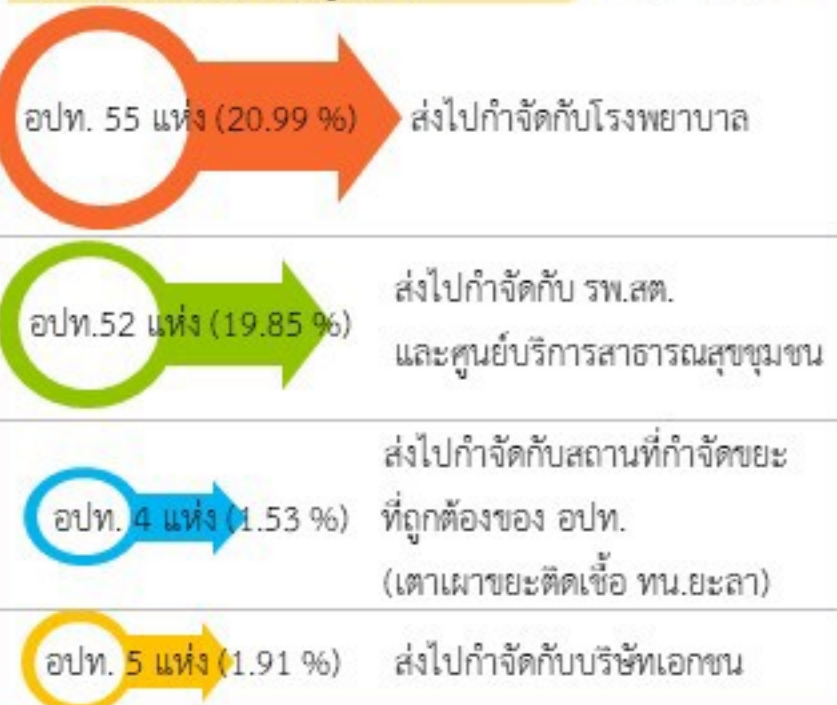 อปท. 55 แห่ง (20.99 %)
ส่งไปกำจัดกับโรงพยาบาล
อปท.52 แห่ง (19.85 %)
ส่งไปกำจัดกับ รพ.สต.
และศูนย์บริการสาธารณสุขชุมชน
อปท. 4 แห่ง (1.53 %)
ส่งไปกำจัดกับสถานที่กำจัดขยะ
ที่ถูกต้องของ อปท.
(เตาเผาขยะติดเชื้อ ทน.ยะลา)
อปท. 5 แห่ง (1.91 %)
ส่งไปกำจัดกับบริษัทเอกชน